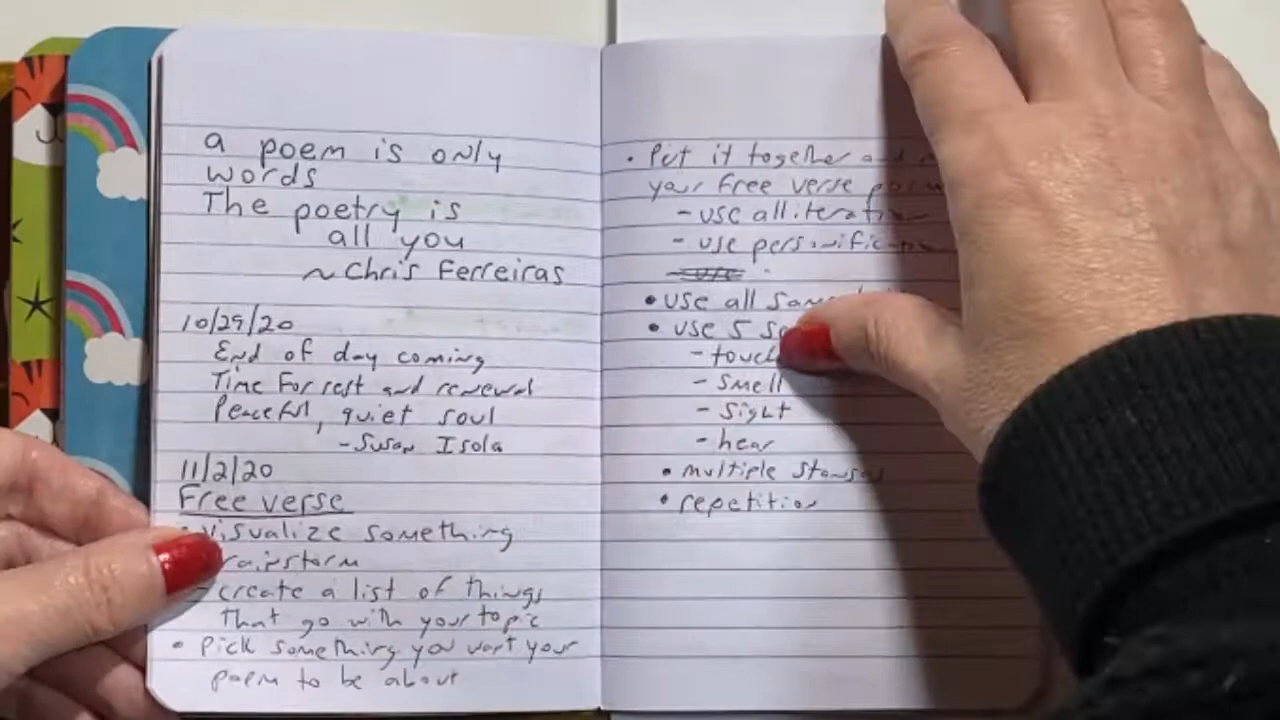 a poem is only
words
The poetry is
all you
~ Chris Ferreiras
10/29/20
End of day coming
Time for rest and renewal
Peaceful, quiet soul
- Susan Isola
11/2/20
Free verse
• visualize something
rainstorm
- create a list of things
that go with your topic
• Pick something you want your
poem to be about
• Put it together and
your free verse
- use alliteration
- use personification
• use all
• use 5
- touch
- smell
- sight
- hear
• multiple stanzas
• repetition